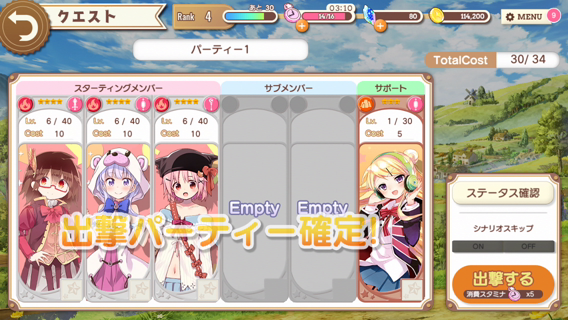 クエスト
Rank 4
あと 30
03:10
14/16
80
9
114,200
MENU
パーティー1
TotalCost 30/ 34
スターティングメンバー
サブメンバー
サポート
Lv. 6 / 40
Cost 10
Lv. 6 / 40
Cost 10
Lv. 6 / 40
Cost 10
Empty
Empty
Lv. 1 / 30
Cost 5
出撃パーティー確定!
ステータス確認
シナリオスキップ
ON OFF
出撃する
消費スタミナ x5